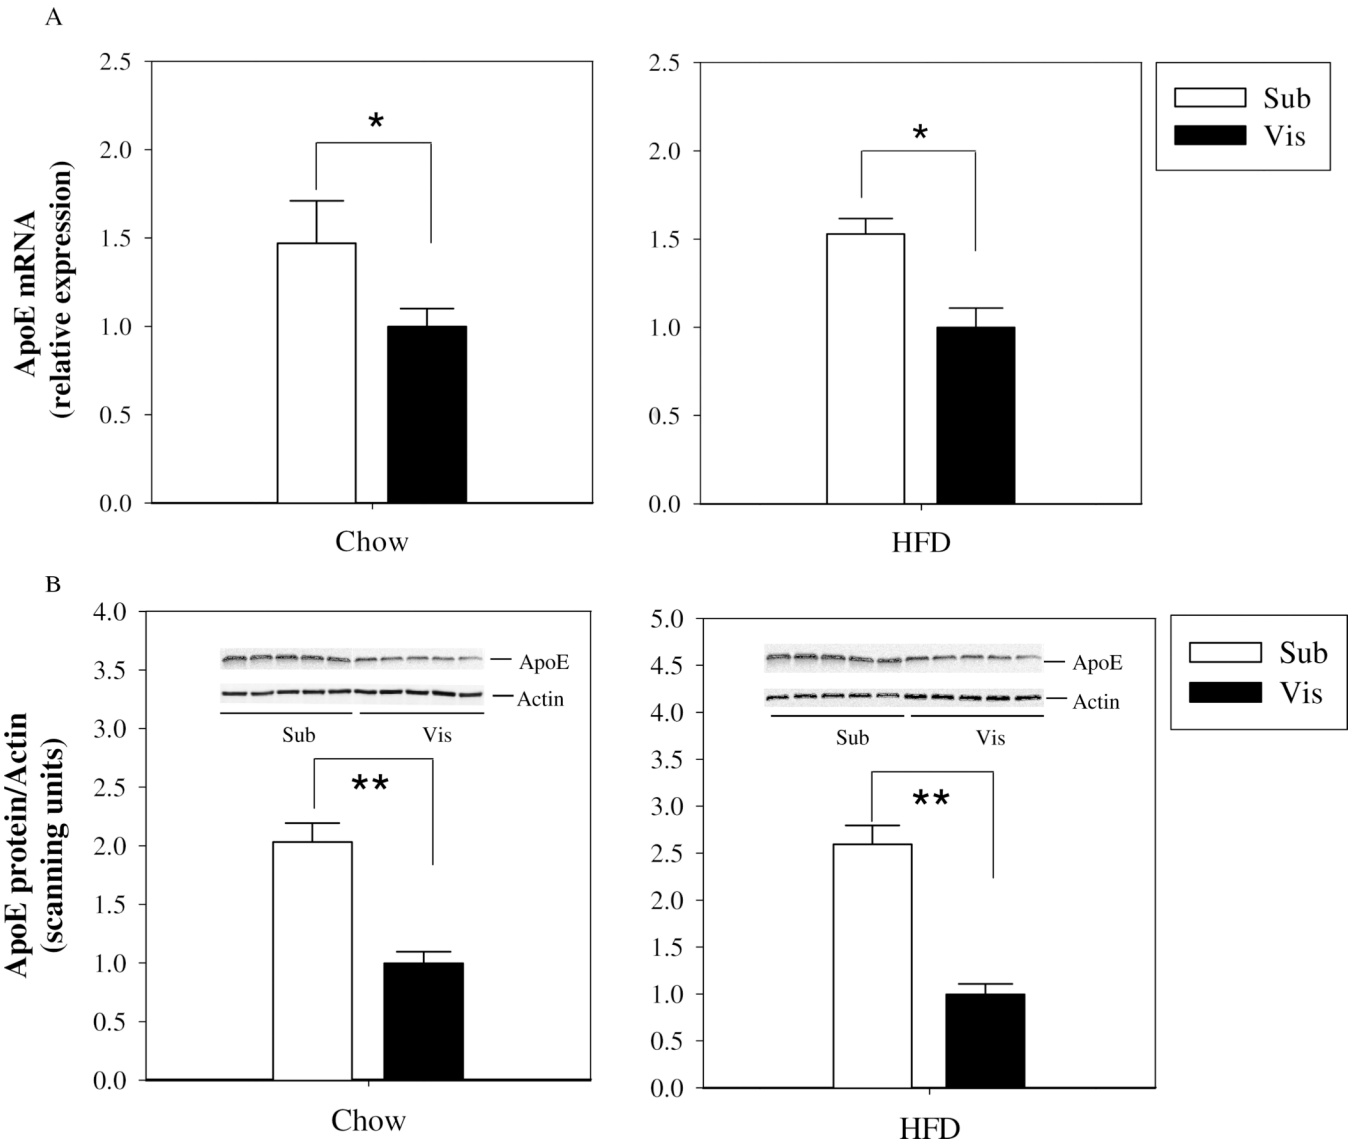 A
ApoE mRNA
(relative expression)
2.5
2.0
1.5
1.0
0.5
0.0
*
Chow
2.5
2.0
1.5
1.0
0.5
0.0
*
HFD
Sub
Vis
B
ApoE protein/Actin
(scanning units)
4.0
3.5
3.0
2.5
2.0
1.5
1.0
0.5
0.0
ApoE
Actin
Sub Vis
**
Chow
5.0
4.5
4.0
3.5
3.0
2.5
2.0
1.5
1.0
0.5
0.0
ApoE
Actin
Sub Vis
**
HFD
Sub
Vis